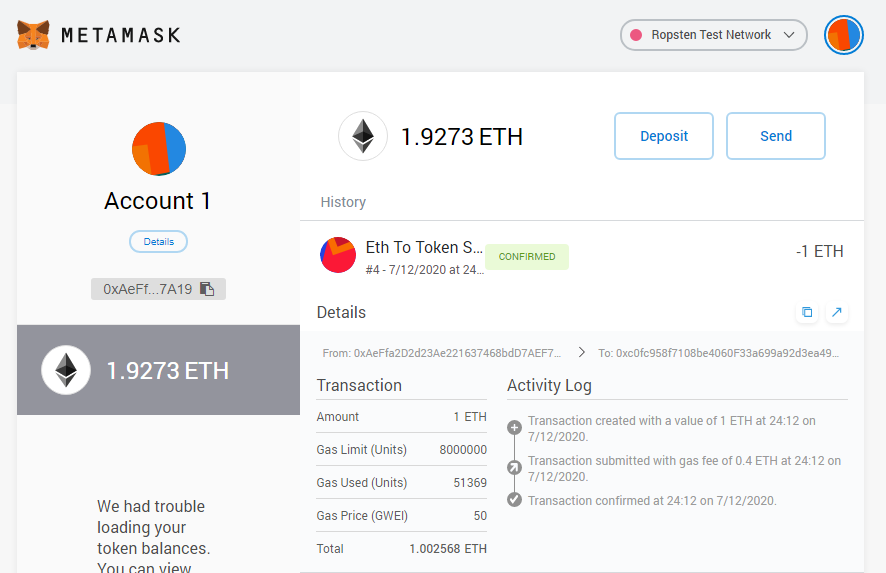 METAMASK
Ropsten Test Network
Account 1
Details
0xAeFf...7A19
1.9273 ETH
We had trouble
loading your
token balances.
You can view
1.9273 ETH
Deposit
Send
History
Eth To Token S...
CONFIRMED
-1 ETH
#4 - 7/12/2020 at 24...
Details
From: 0xAeFfa2D2d23Ae221637468bdD7AEF7...
To: 0xc0fc958f7108be4060F33a699a92d3ea49...
Transaction
Amount 1 ETH
Gas Limit (Units) 8000000
Gas Used (Units) 51369
Gas Price (GWEI) 50
Total 1.002568 ETH
Activity Log
Transaction created with a value of 1 ETH at 24:12 on
7/12/2020.
Transaction submitted with gas fee of 0.4 ETH at 24:12 on
7/12/2020.
Transaction confirmed at 24:12 on 7/12/2020.